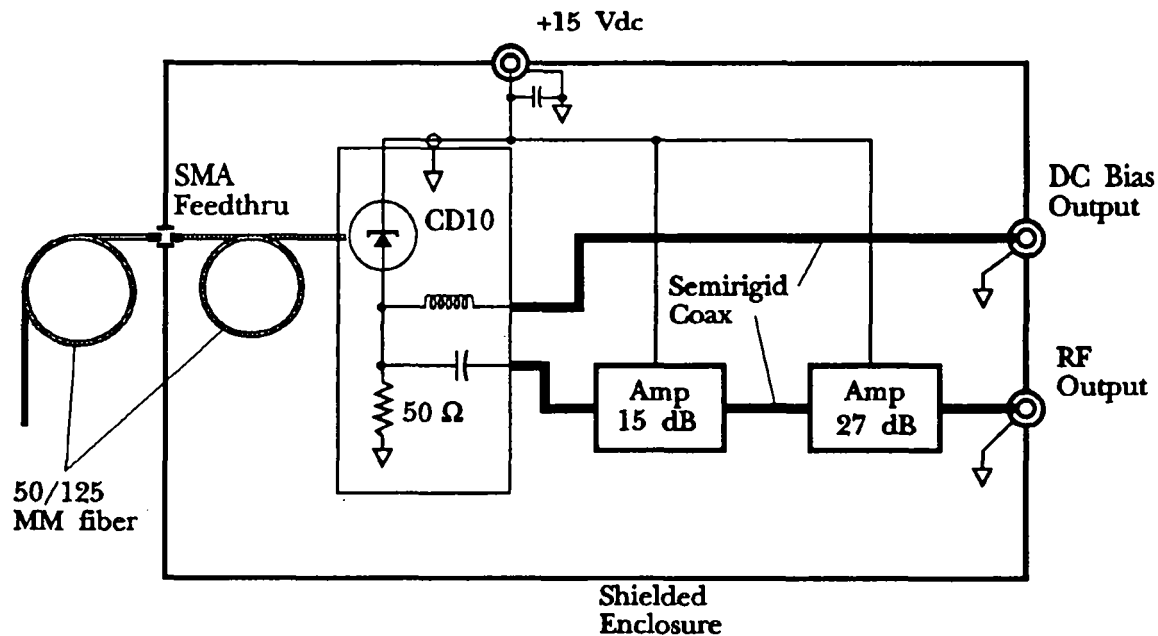 +15 Vdc
SMA
Feedthru
CD10
DC Bias
Output
Semirigid
Coax
RF
Output
Amp
15 dB
Amp
27 dB
50 Ω
50/125
MM fiber
Shielded
Enclosure